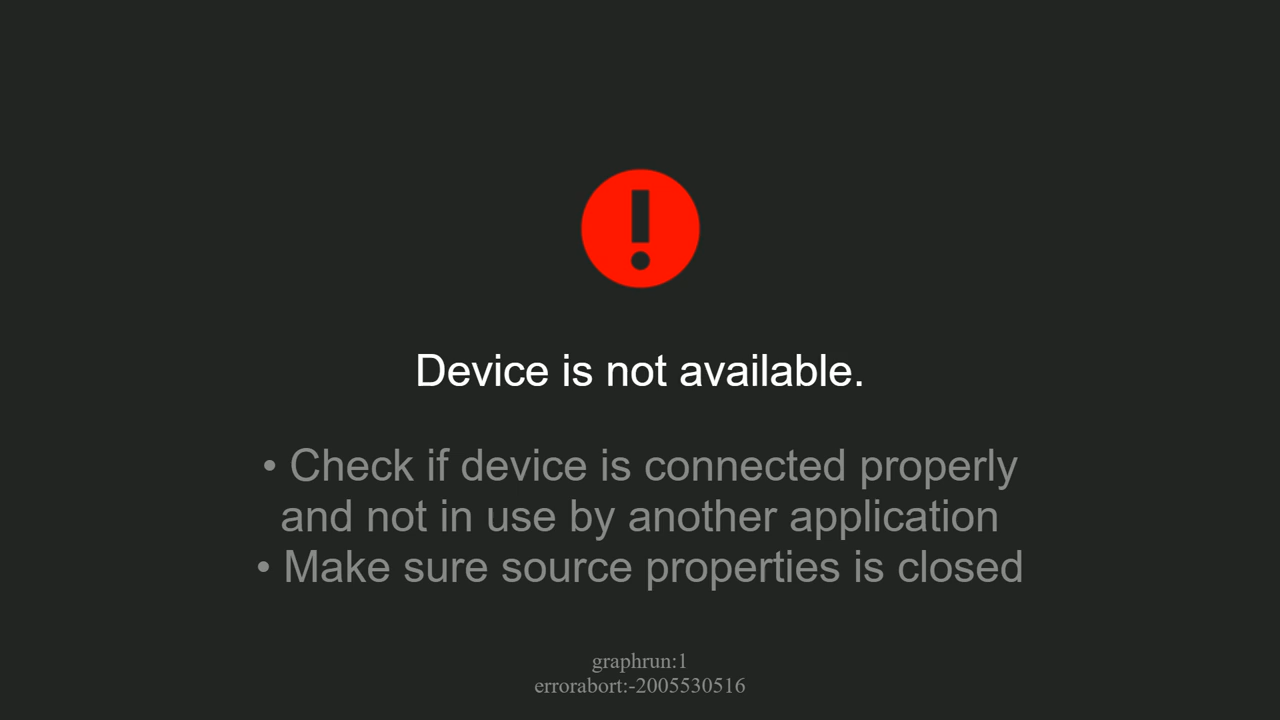 Device is not available.
• Check if device is connected properly
and not in use by another application
• Make sure source properties is closed
graphrun:1
errorabort:-2005530516